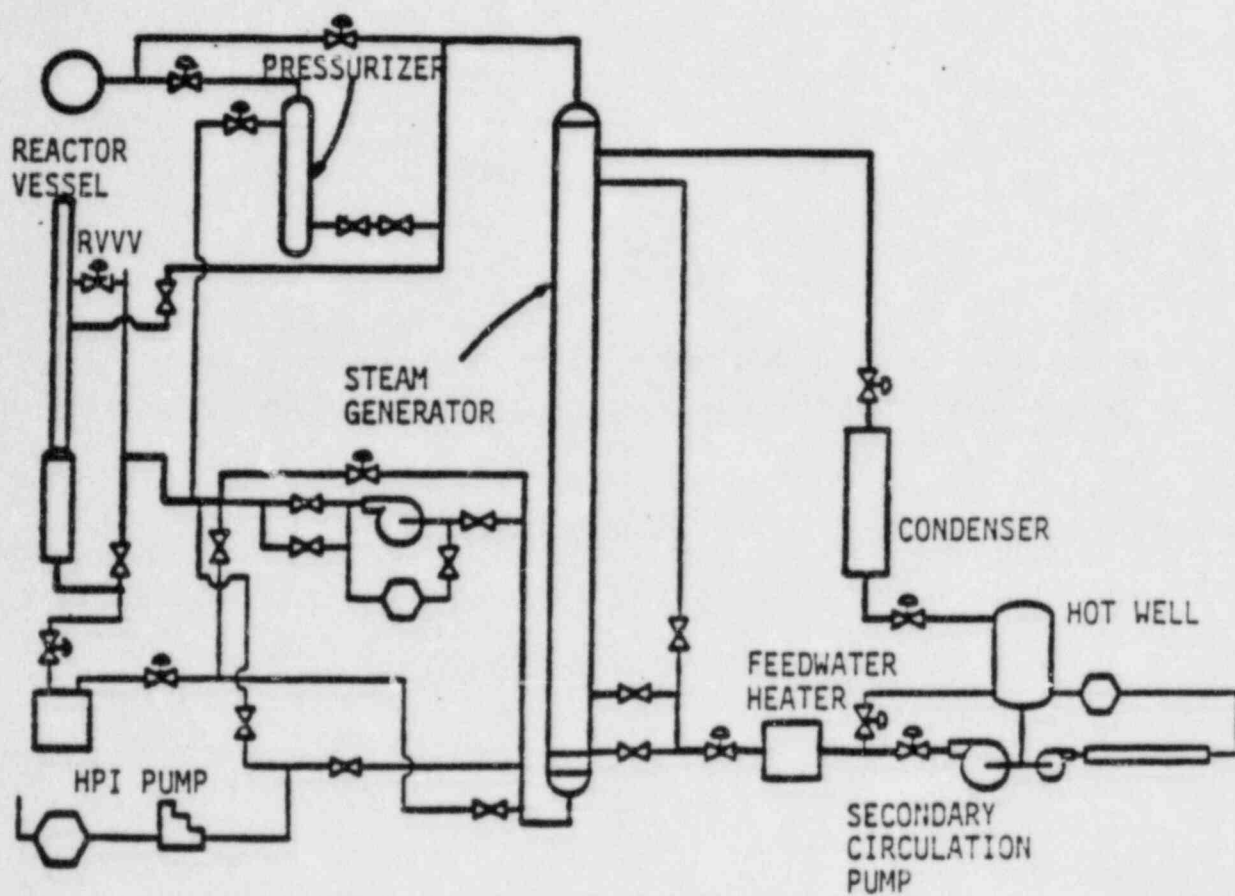 PRESSURIZER
REACTOR
VESSEL
RVVV
STEAM
GENERATOR
CONDENSER
HOT WELL
FEEDWATER
HEATER
HPI PUMP
SECONDARY
CIRCULATION
PUMP